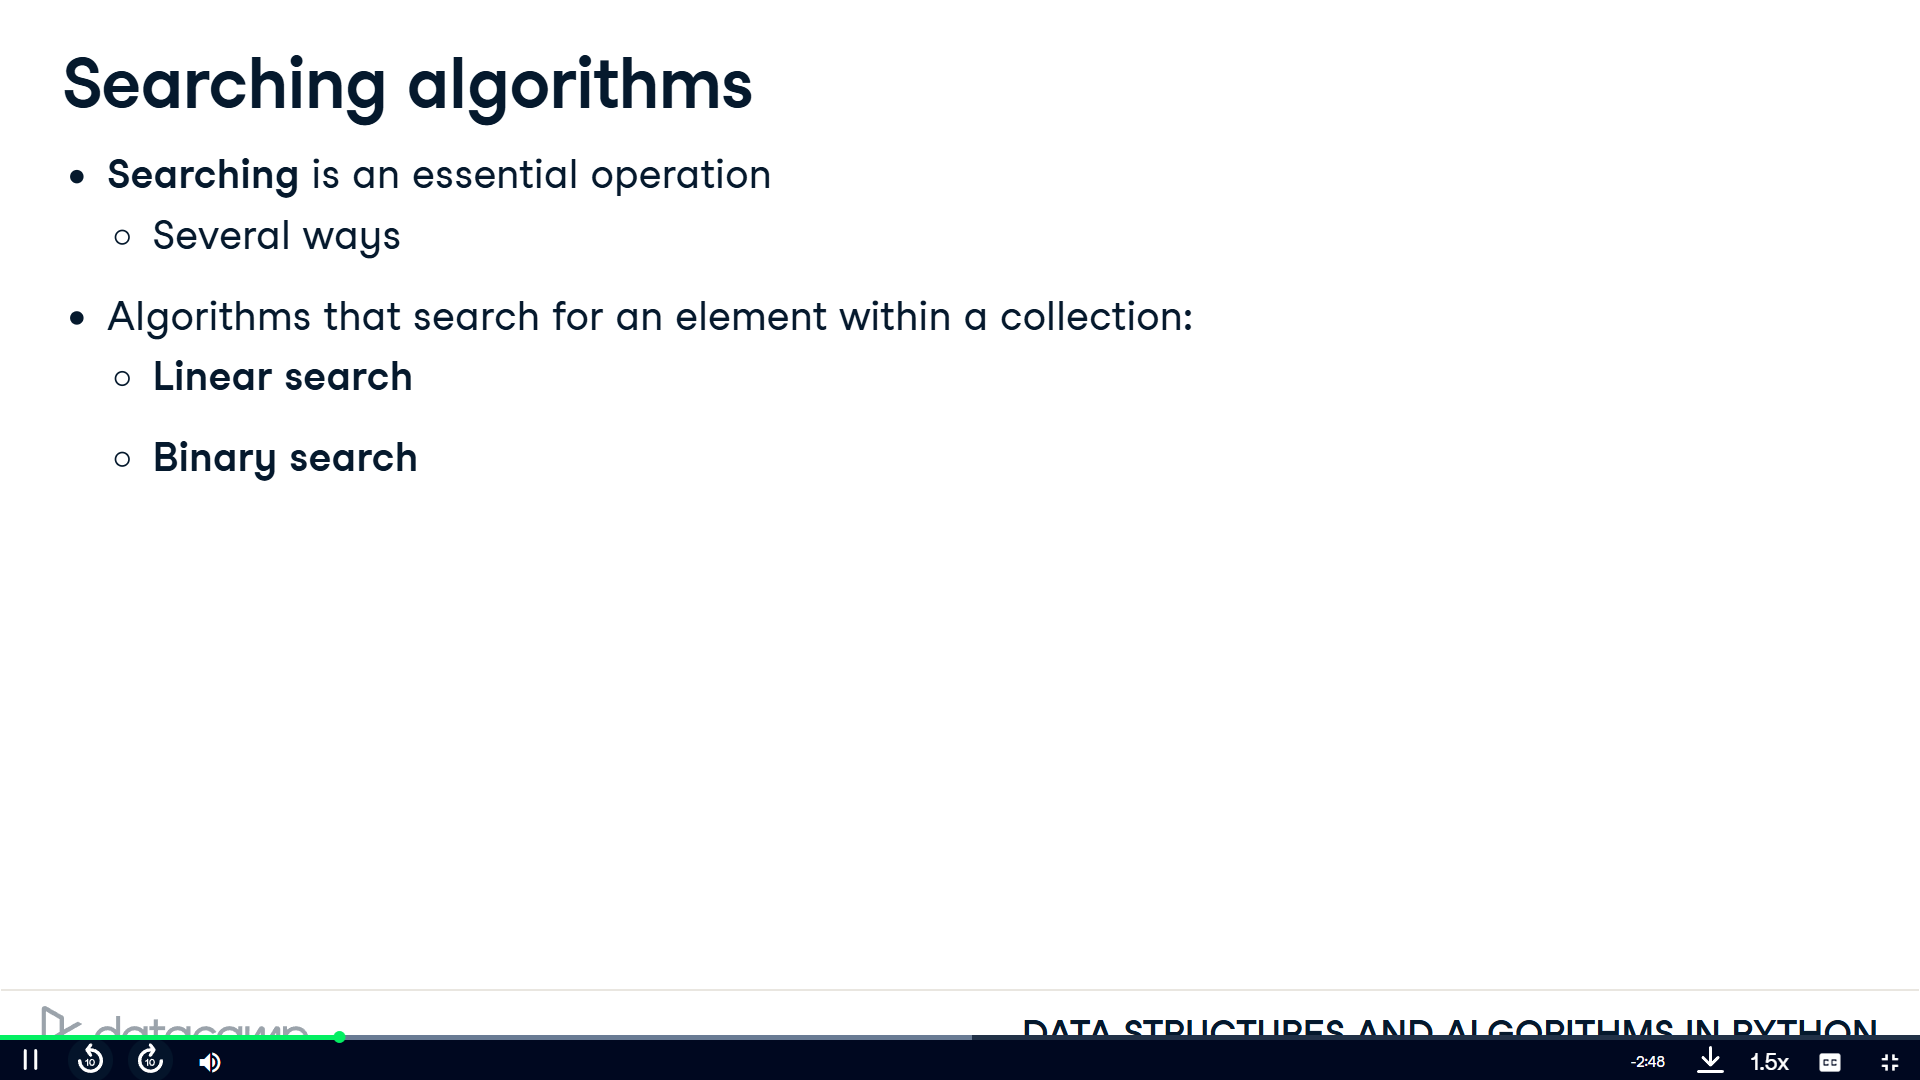 Searching algorithms
Searching is an essential operation
Several ways
Algorithms that search for an element within a collection:
Linear search
Binary search
datacamp
DATA STRUCTURES AND ALGORITHMS IN PYTHON
10
10
-2:48
1.5x
CC